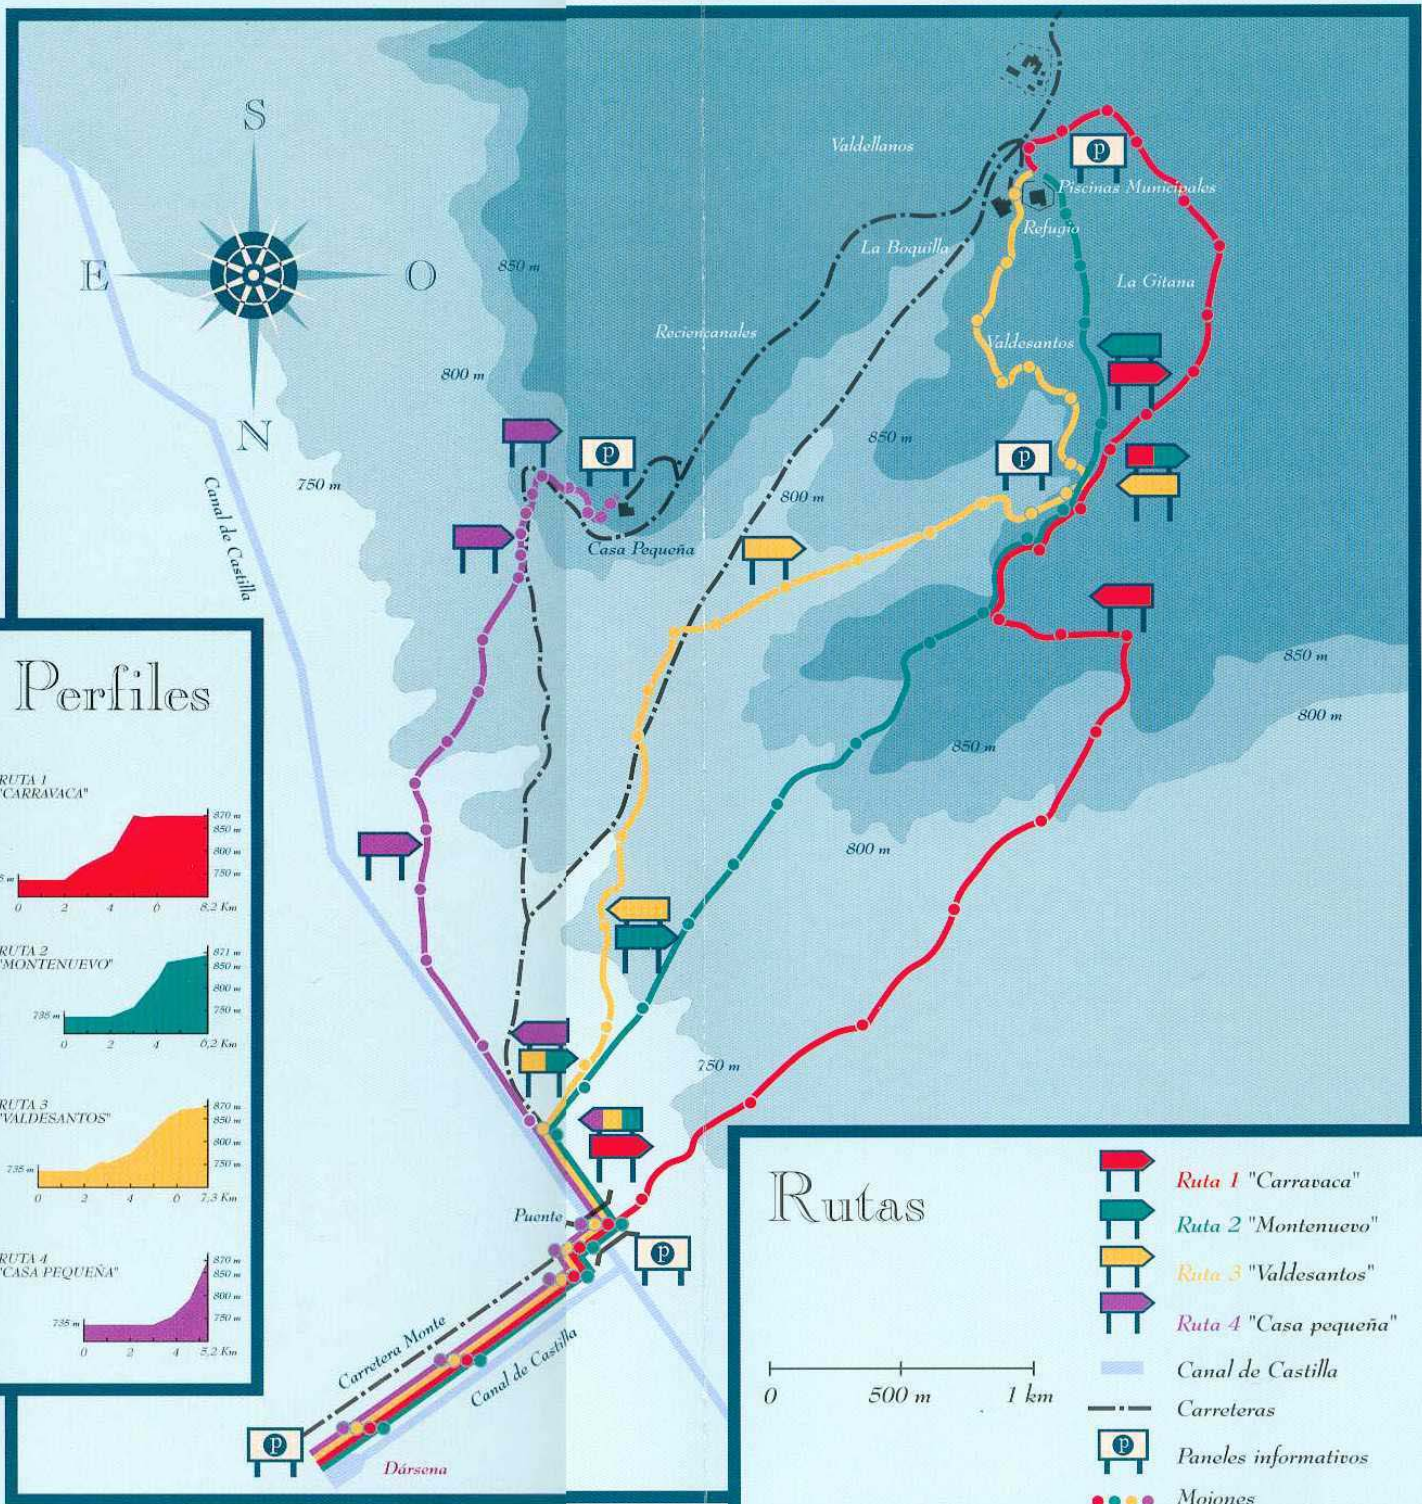 S
E
O
N
Valdellanos
P
Piscinas Municipales
Refugio
La Boquilla
La Gitana
850 m
Reciencanales
Valdesantos
800 m
850 m
P
P
750 m
800 m
Canal de Castilla
Casa Pequeña
850 m
800 m
850 m
800 m
750 m
Puente
P
Carretera Monte
Canal de Castilla
P
Dársena
Perfiles
RUTA 1
"CARRAVACA"
870 m
850 m
800 m
750 m
5 m
0 2 4 6 8,2 Km
RUTA 2
"MONTENUEVO"
871 m
850 m
800 m
750 m
735 m
0 2 4 6,2 Km
RUTA 3
"VALDESANTOS"
870 m
850 m
800 m
750 m
735 m
0 2 4 6 7,3 Km
RUTA 4
"CASA PEQUEÑA"
870 m
850 m
800 m
750 m
735 m
0 2 4 5,2 Km
Rutas
Ruta 1 "Carravaca"
Ruta 2 "Montenuevo"
Ruta 3 "Valdesantos"
Ruta 4 "Casa pequeña"
Canal de Castilla
Carreteras
P
Paneles informativos
Mojones
0 500 m 1 km